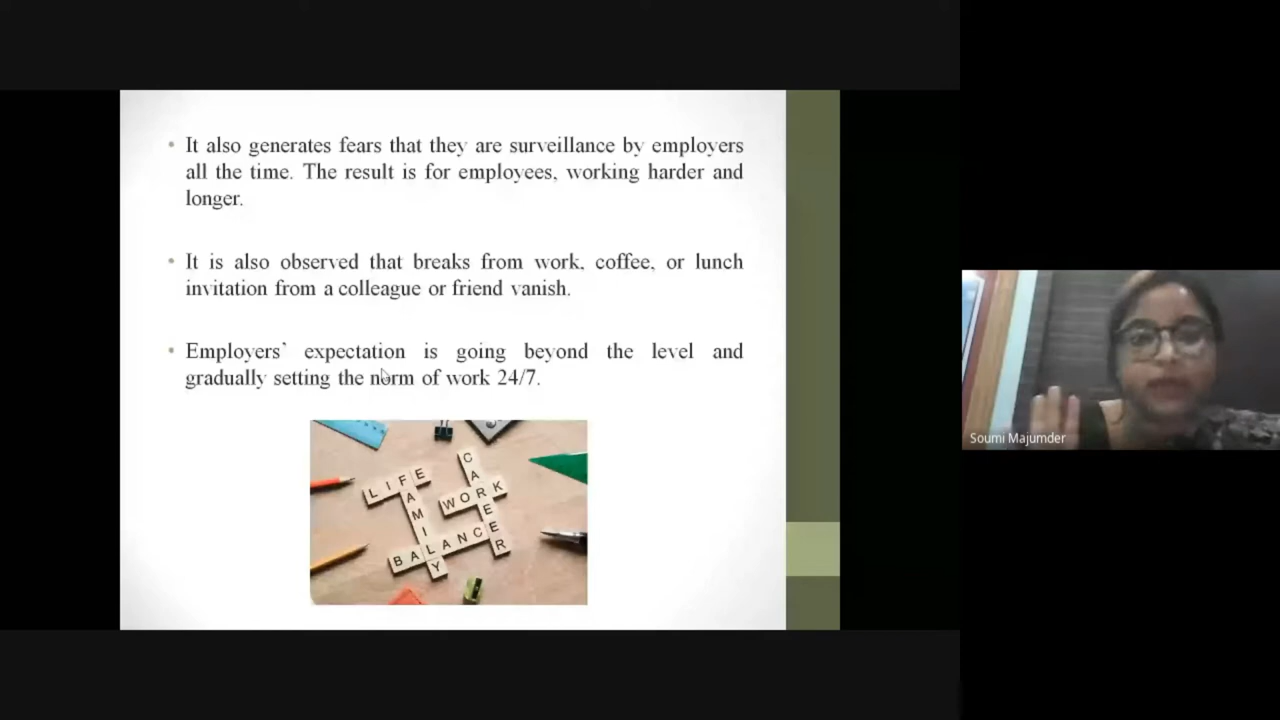 It also generates fears that they are surveillance by employers
all the time. The result is for employees, working harder and
longer.
It is also observed that breaks from work, coffee, or lunch
invitation from a colleague or friend vanish.
Employers' expectation is going beyond the level and
gradually setting the norm of work 24/7.
LIFE
FAMILY
CAREER
WORK
BALANCE
Soumi Majumder